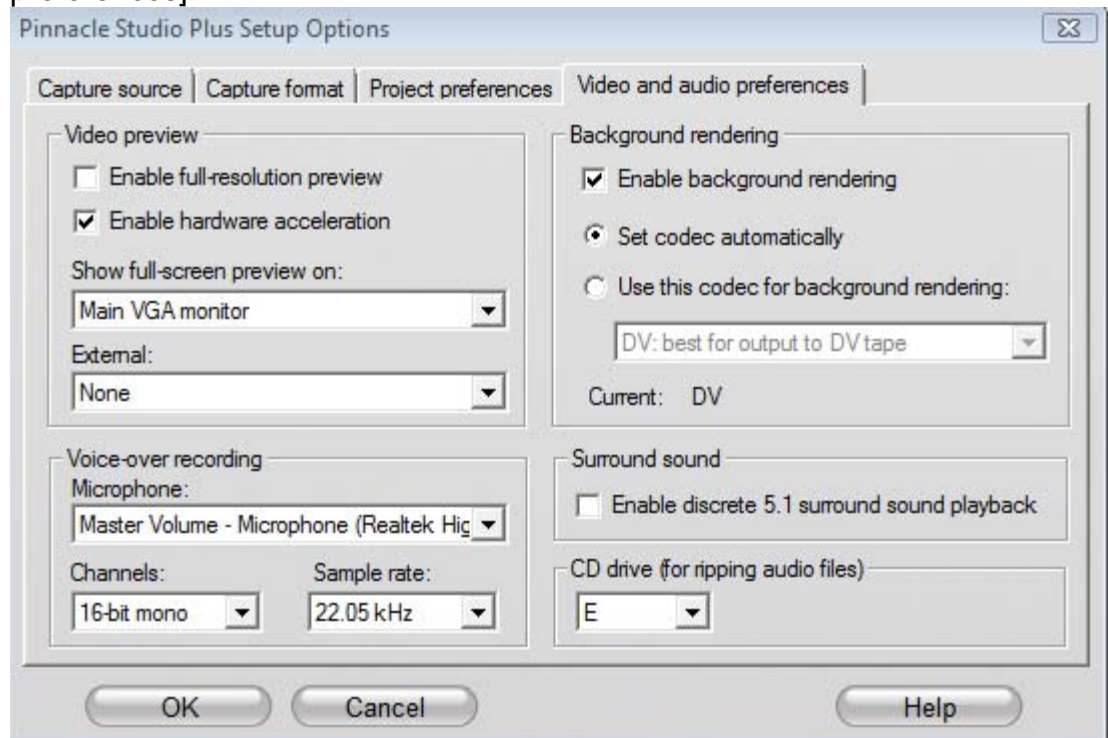 Pinnacle Studio Plus Setup Options
Capture source
Capture format
Project preferences
Video and audio preferences
Video preview
Enable full-resolution preview
Enable hardware acceleration
Show full-screen preview on:
Main VGA monitor
External:
None
Background rendering
Enable background rendering
Set codec automatically
Use this codec for background rendering:
DV: best for output to DV tape
Current: DV
Voice-over recording
Microphone:
Master Volume - Microphone (Realtek Hig
Channels:
Sample rate:
16-bit mono
22.05 kHz
Surround sound
Enable discrete 5.1 surround sound playback
CD drive (for ripping audio files)
E
OK
Cancel
Help